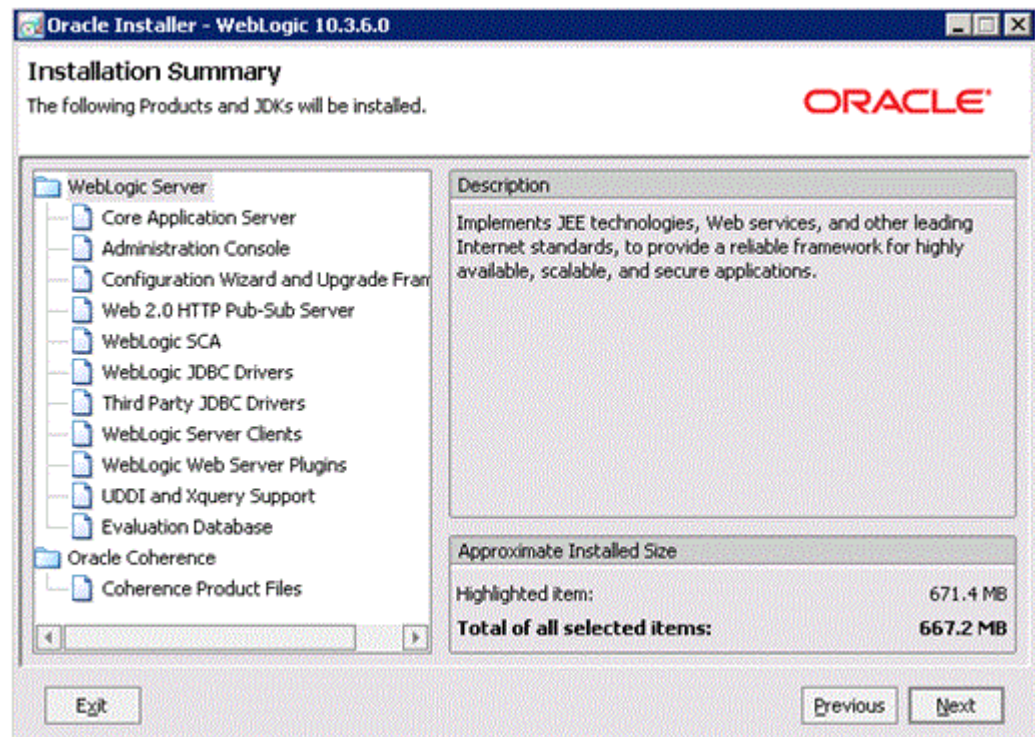 Oracle Installer - WebLogic 10.3.6.0
Installation Summary
The following Products and JDKs will be installed.
ORACLE
WebLogic Server
Core Application Server
Administration Console
Configuration Wizard and Upgrade Fram
Web 2.0 HTTP Pub-Sub Server
WebLogic SCA
WebLogic JDBC Drivers
Third Party JDBC Drivers
WebLogic Server Clients
WebLogic Web Server Plugins
UDDI and Xquery Support
Evaluation Database
Oracle Coherence
Coherence Product Files
Description
Implements JEE technologies, Web services, and other leading
Internet standards, to provide a reliable framework for highly
available, scalable, and secure applications.
Approximate Installed Size
Highlighted item: 671.4 MB
Total of all selected items: 667.2 MB
Exit
Previous
Next